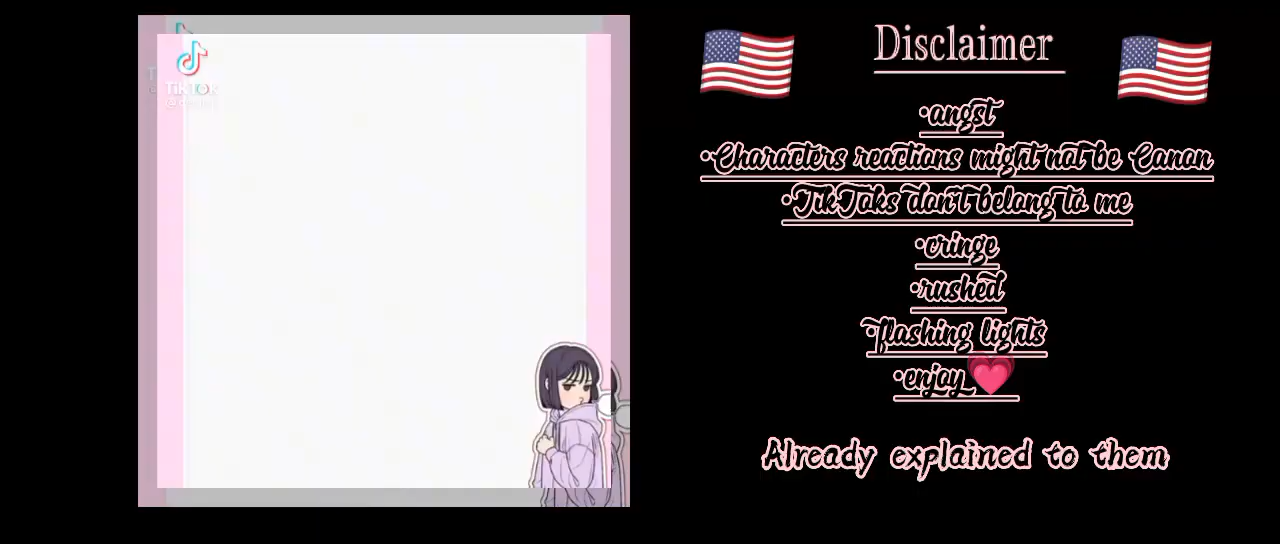 TikTok
Disclaimer
•angst
•Characters reactions might not be Canon
•TikToks don't belong to me
•cringe
•rushed
•flashing lights
•enjoy💗
Already explained to them